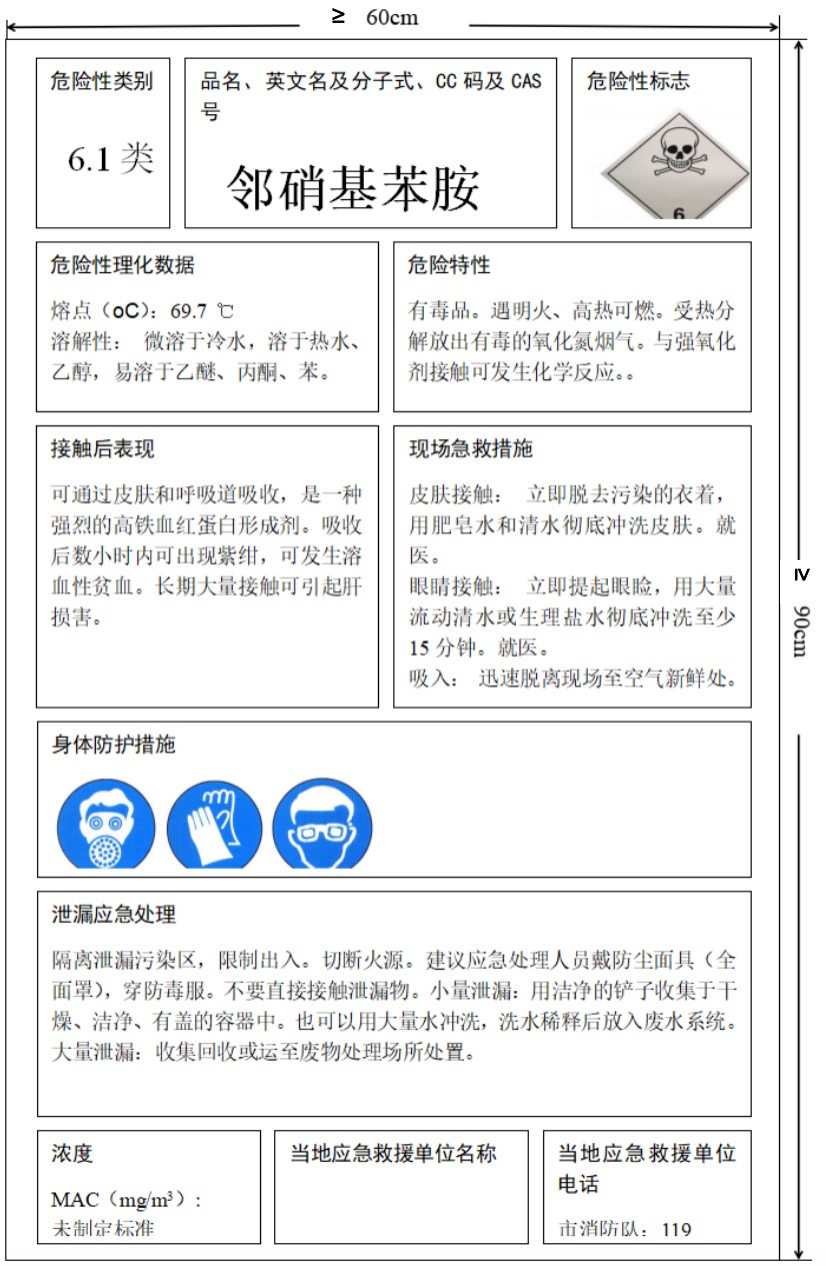 ≥ 60cm
危险性类别
6.1 类
品名、英文名及分子式、CC 码及 CAS
号
邻硝基苯胺
危险性标志
6
危险性理化数据
熔点（oC）：69.7 ℃
溶解性： 微溶于冷水，溶于热水、
乙醇，易溶于乙醚、丙酮、苯。
危险特性
有毒品。遇明火、高热可燃。受热分
解放出有毒的氧化氮烟气。与强氧化
剂接触可发生化学反应。。
接触后表现
可通过皮肤和呼吸道吸收，是一种
强烈的高铁血红蛋白形成剂。吸收
后数小时内可出现紫绀，可发生溶
血性贫血。长期大量接触可引起肝
损害。
现场急救措施
皮肤接触： 立即脱去污染的衣着，
用肥皂水和清水彻底冲洗皮肤。就
医。
眼睛接触： 立即提起眼睑，用大量
流动清水或生理盐水彻底冲洗至少
15 分钟。就医。
吸入： 迅速脱离现场至空气新鲜处。
≥ 90cm
身体防护措施
泄漏应急处理
隔离泄漏污染区，限制出入。切断火源。建议应急处理人员戴防尘面具（全
面罩），穿防毒服。不要直接接触泄漏物。小量泄漏：用洁净的铲子收集于干
燥、洁净、有盖的容器中。也可以用大量水冲洗，洗水稀释后放入废水系统。
大量泄漏：收集回收或运至废物处理场所处置。
浓度
MAC（mg/m³）:
未制定标准
当地应急救援单位名称
当地应急救援单位
电话
市消防队：119